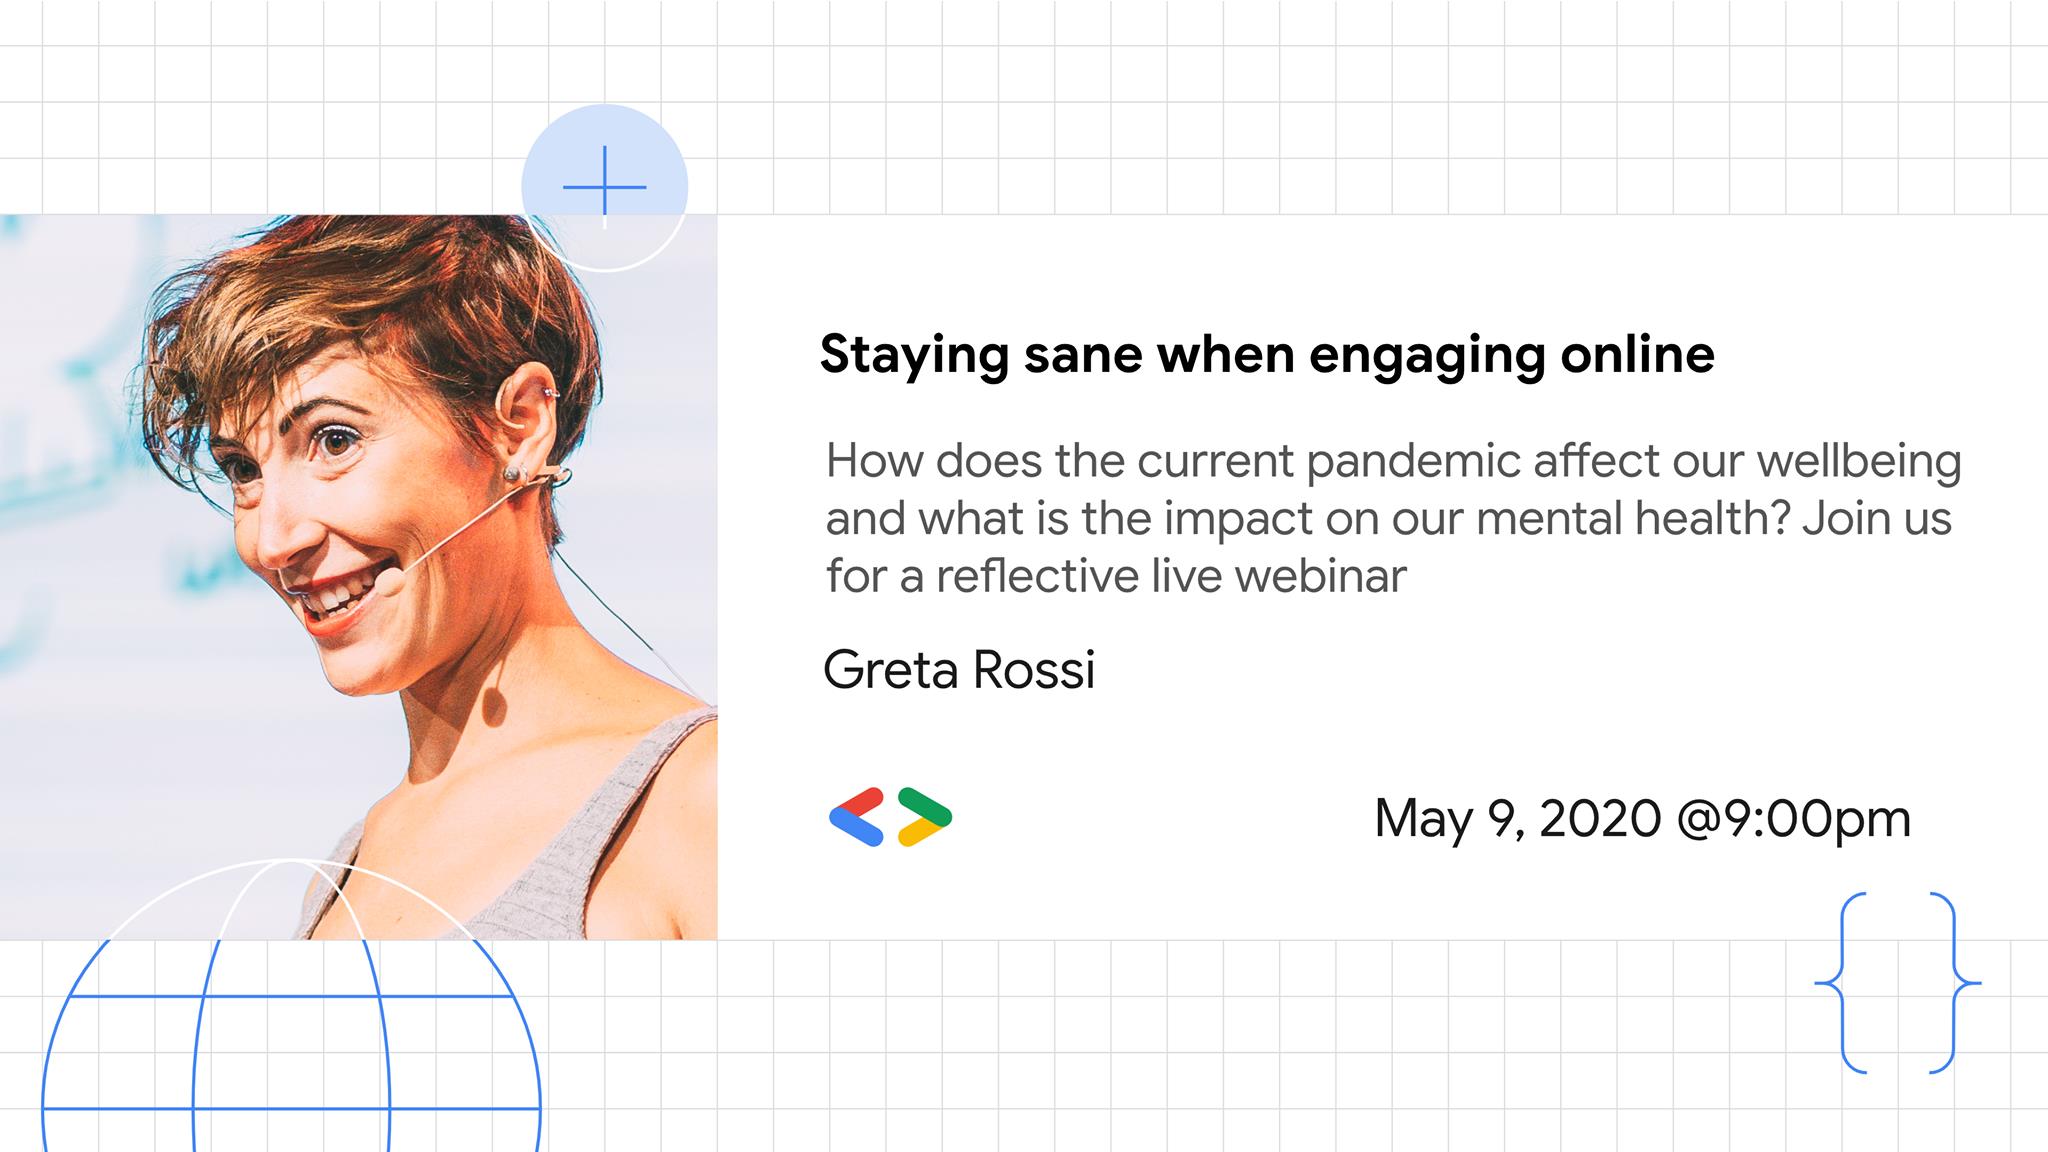 Staying sane when engaging online
How does the current pandemic affect our wellbeing
and what is the impact on our mental health? Join us
for a reflective live webinar
Greta Rossi
May 9, 2020 @9:00pm